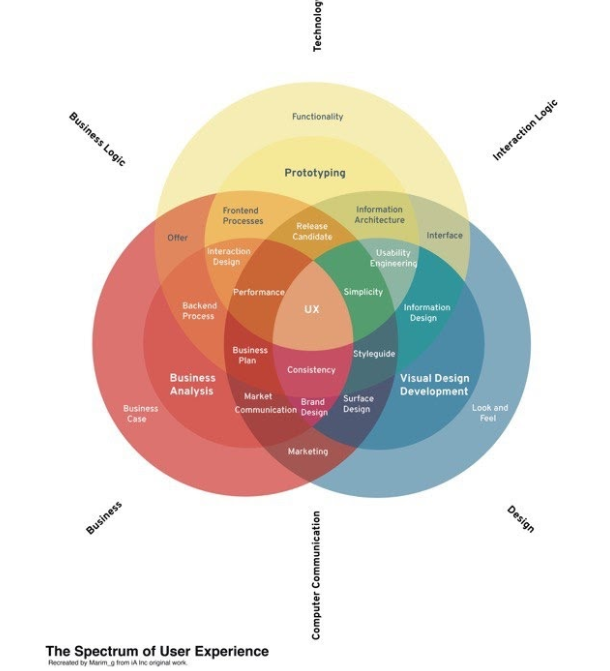 Technology
Business Logic
Interaction Logic
Functionality
Prototyping
Frontend
Processes
Release
Candidate
Information
Architecture
Offer
Interface
Interaction
Design
Usability
Engineering
Performance
Simplicity
Backend
Process
UX
Information
Design
Business
Plan
Styleguide
Consistency
Business
Analysis
Visual Design
Development
Market
Communication
Brand
Design
Surface
Design
Business
Case
Look and
Feel
Marketing
Business
Computer Communication
Design
The Spectrum of User Experience
Recreated by Marim_g from iA Inc original work.